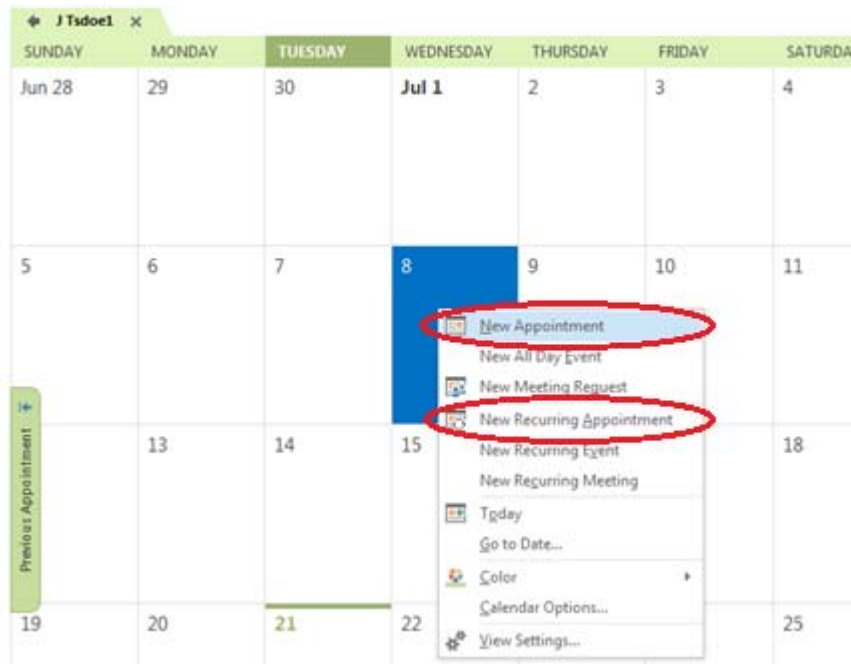 J Tsdoe1
SUNDAY MONDAY TUESDAY WEDNESDAY THURSDAY FRIDAY SATURDA
Jun 28 29 30 Jul 1 2 3 4
5 6 7 8 9 10 11
New Appointment
New All Day Event
New Meeting Request
New Recurring Appointment
Previous Appointment
13 14 15 18
New Recurring Event
New Recurring Meeting
Today
Go to Date...
Color
Calendar Options...
19 20 21 22 25
View Settings...